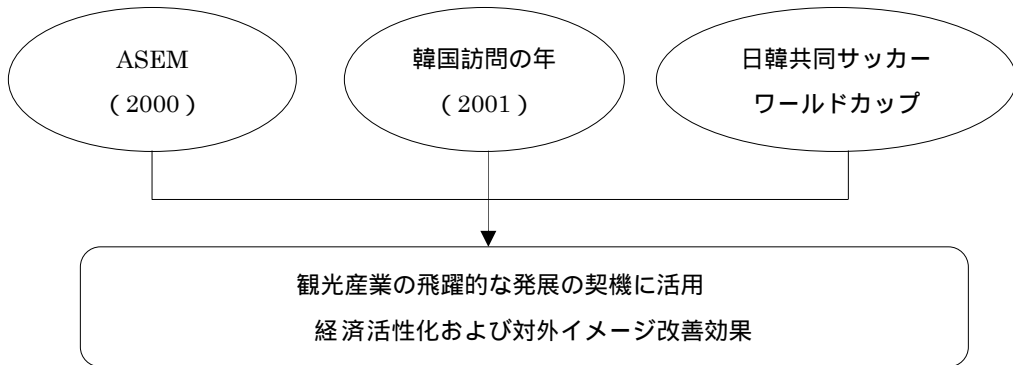 ASEM
（2000）
韓国訪問の年
（2001）
日韓共同サッカー
ワールドカップ
観光産業の飛躍的な発展の契機に活用
経済活性化および対外イメージ改善効果